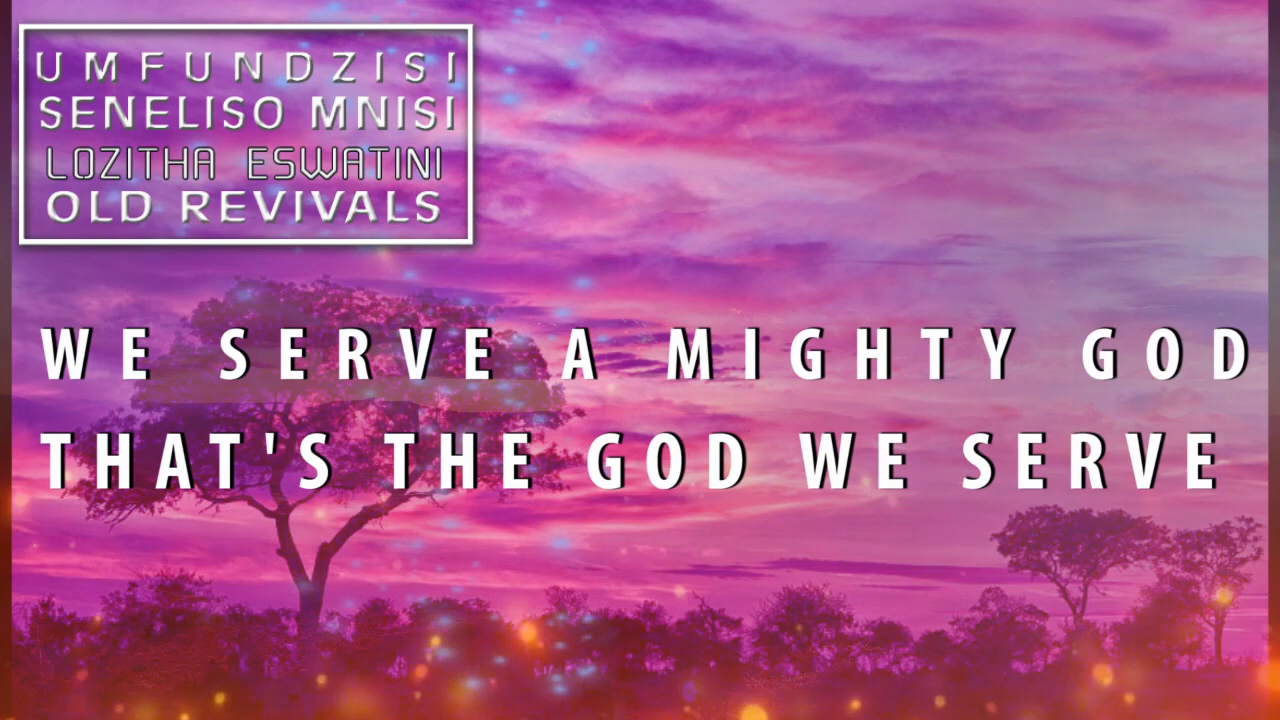 UMFUNDZISI
SENELISO MNISI
LOZITHA ESWATINI
OLD REVIVALS
WE SERVE A MIGHTY GOD
THAT'S THE GOD WE SERVE